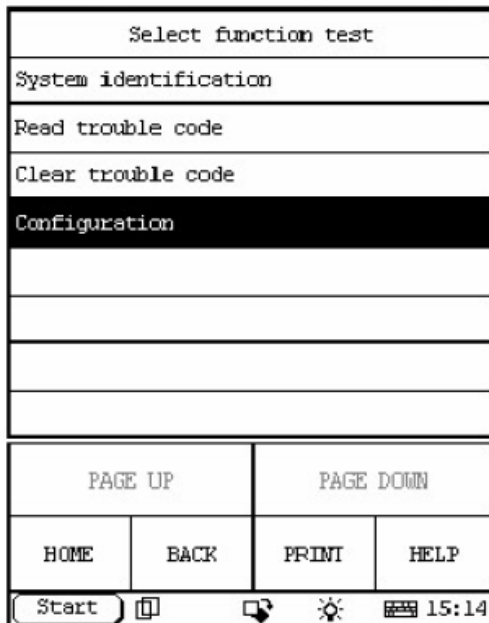 Select function test
System identification
Read trouble code
Clear trouble code
Configuration
PAGE UP PAGE DOWN
HOME BACK PRINT HELP
Start 15:14